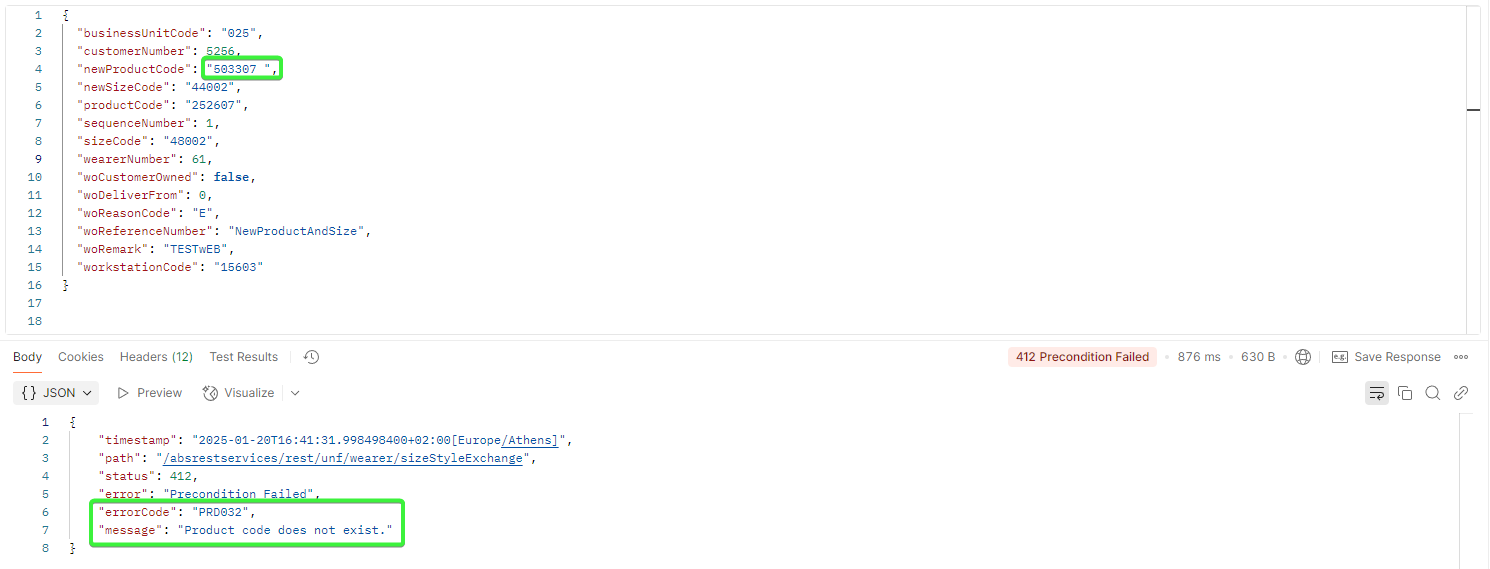 1 {
2 "businessUnitCode": "025",
3 "customerNumber": 5256,
4 "newProductCode": "503307 ",
5 "newSizeCode": "44002",
6 "productCode": "252607",
7 "sequenceNumber": 1,
8 "sizeCode": "48002",
9 "wearerNumber": 61,
10 "woCustomerOwned": false,
11 "woDeliverFrom": 0,
12 "woReasonCode": "E",
13 "woReferenceNumber": "NewProductAndSize",
14 "woRemark": "TESTwEB",
15 "workstationCode": "15603"
16 }
17
18
Body Cookies Headers (12) Test Results 412 Precondition Failed • 876 ms • 630 B • e.g. Save Response
{} JSON Preview Visualize
1 {
2 "timestamp": "2025-01-20T16:41:31.998498400+02:00[Europe/Athens]",
3 "path": "/absrestservices/rest/unf/wearer/sizeStyleExchange",
4 "status": 412,
5 "error": "Precondition Failed",
6 "errorCode": "PRD032",
7 "message": "Product code does not exist."
8 }